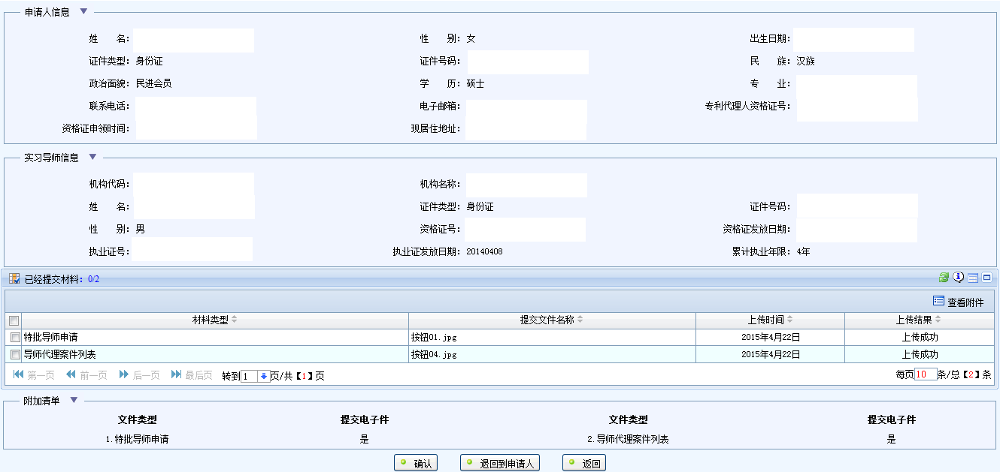 申请人信息
姓 名: 性 别: 女 出生日期:
证件类型: 身份证 证件号码: 民 族: 汉族
政治面貌: 民进会员 学 历: 硕士 专 业:
联系电话: 电子邮箱: 专利代理人资格证号:
资格证申领时间: 现居住地址:
实习导师信息
机构代码: 机构名称:
姓 名: 证件类型: 身份证 证件号码:
性 别: 男 资格证号: 资格证发放日期:
执业证号: 执业证发放日期: 20140408 累计执业年限: 4年
已经提交材料: 0/2
查看附件
材料类型 提交文件名称 上传时间 上传结果
特批导师申请 按钮01.jpg 2015年4月22日 上传成功
导师代理案件列表 按钮04.jpg 2015年4月22日 上传成功
第一页 前一页 后一页 最后页 转到 1 页/共【1】页 每页 10 条/总【2】条
附加清单
文件类型 提交电子件 文件类型 提交电子件
1.特批导师申请 是 2.导师代理案件列表 是
确认 退回到申请人 返回